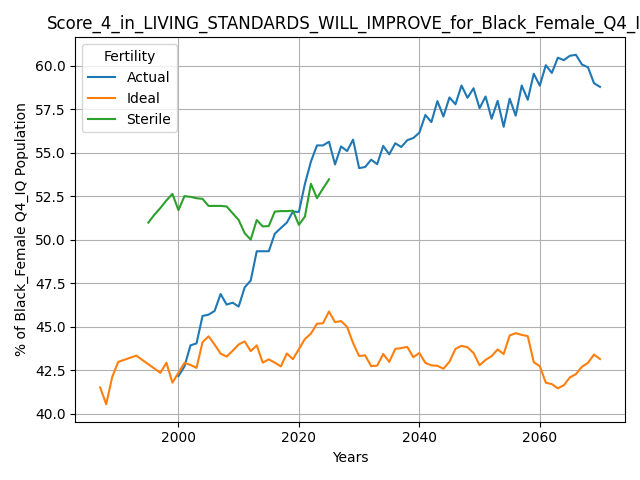 Score_4_in_LIVING_STANDARDS_WILL_IMPROVE_for_Black_Female_Q4_I
Fertility
Actual
Ideal
Sterile
% of Black_Female Q4_IQ Population
60.0
57.5
55.0
52.5
50.0
47.5
45.0
42.5
40.0
2000 2020 2040 2060
Years